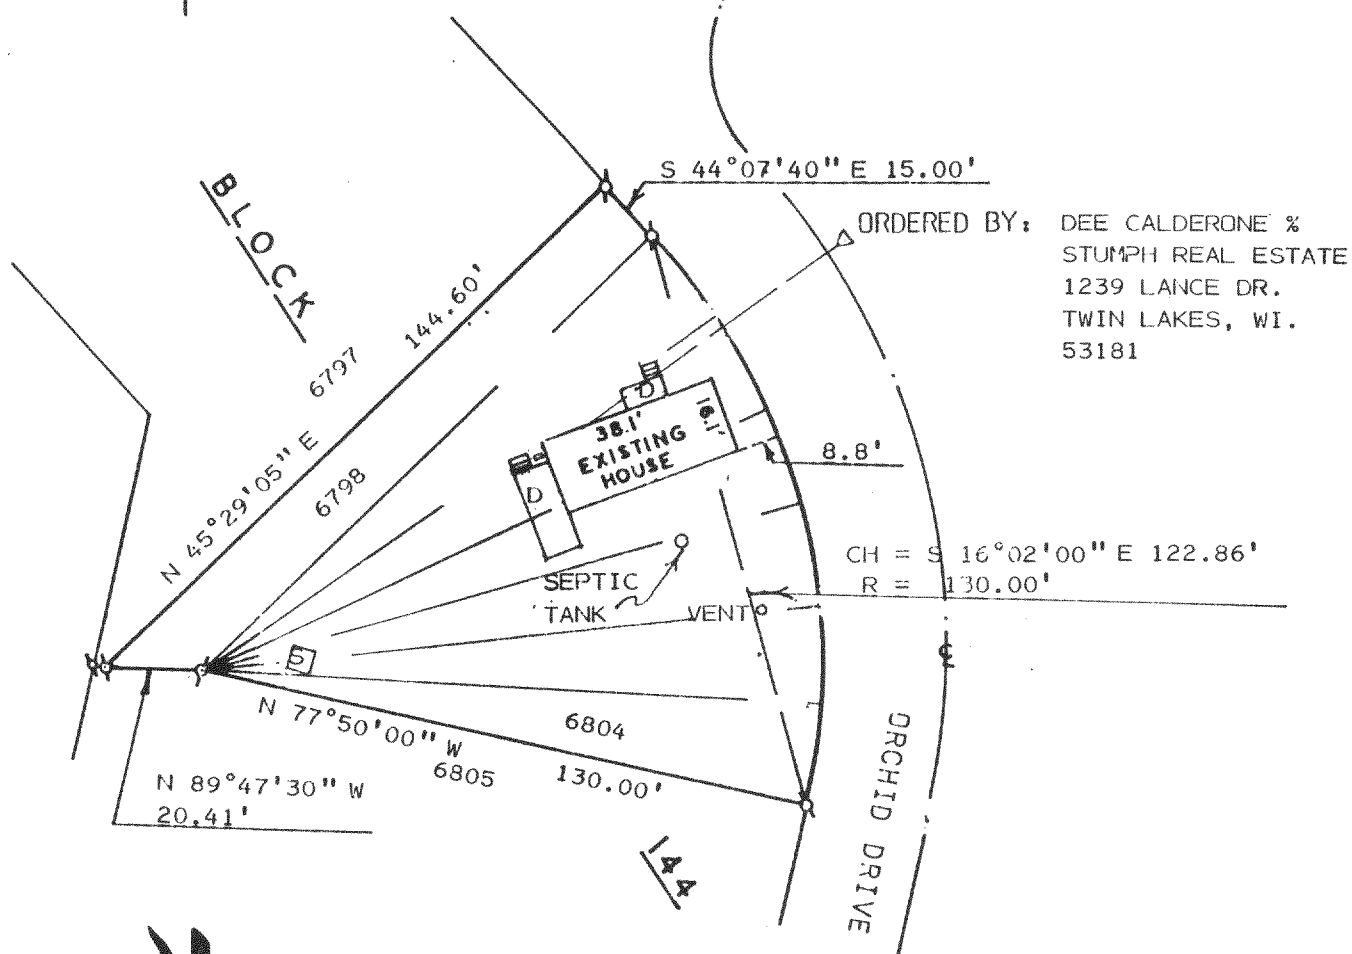 S 44°07'40" E 15.00'
BLOCK
ORDERED BY: DEE CALDERONE %
STUMPH REAL ESTATE
1239 LANCE DR.
TWIN LAKES, WI.
53181
144.60'
6797
N 45°29'05" E
6798
D
38.1'
16.1'
EXISTING
HOUSE
D
8.8'
CH = S 16°02'00" E 122.86'
R = 130.00'
SEPTIC
TANK
VENT
S
℄
N 77°50'00" W
130.00'
6804
6805
N 89°47'30" W
20.41'
ORCHID DRIVE
144